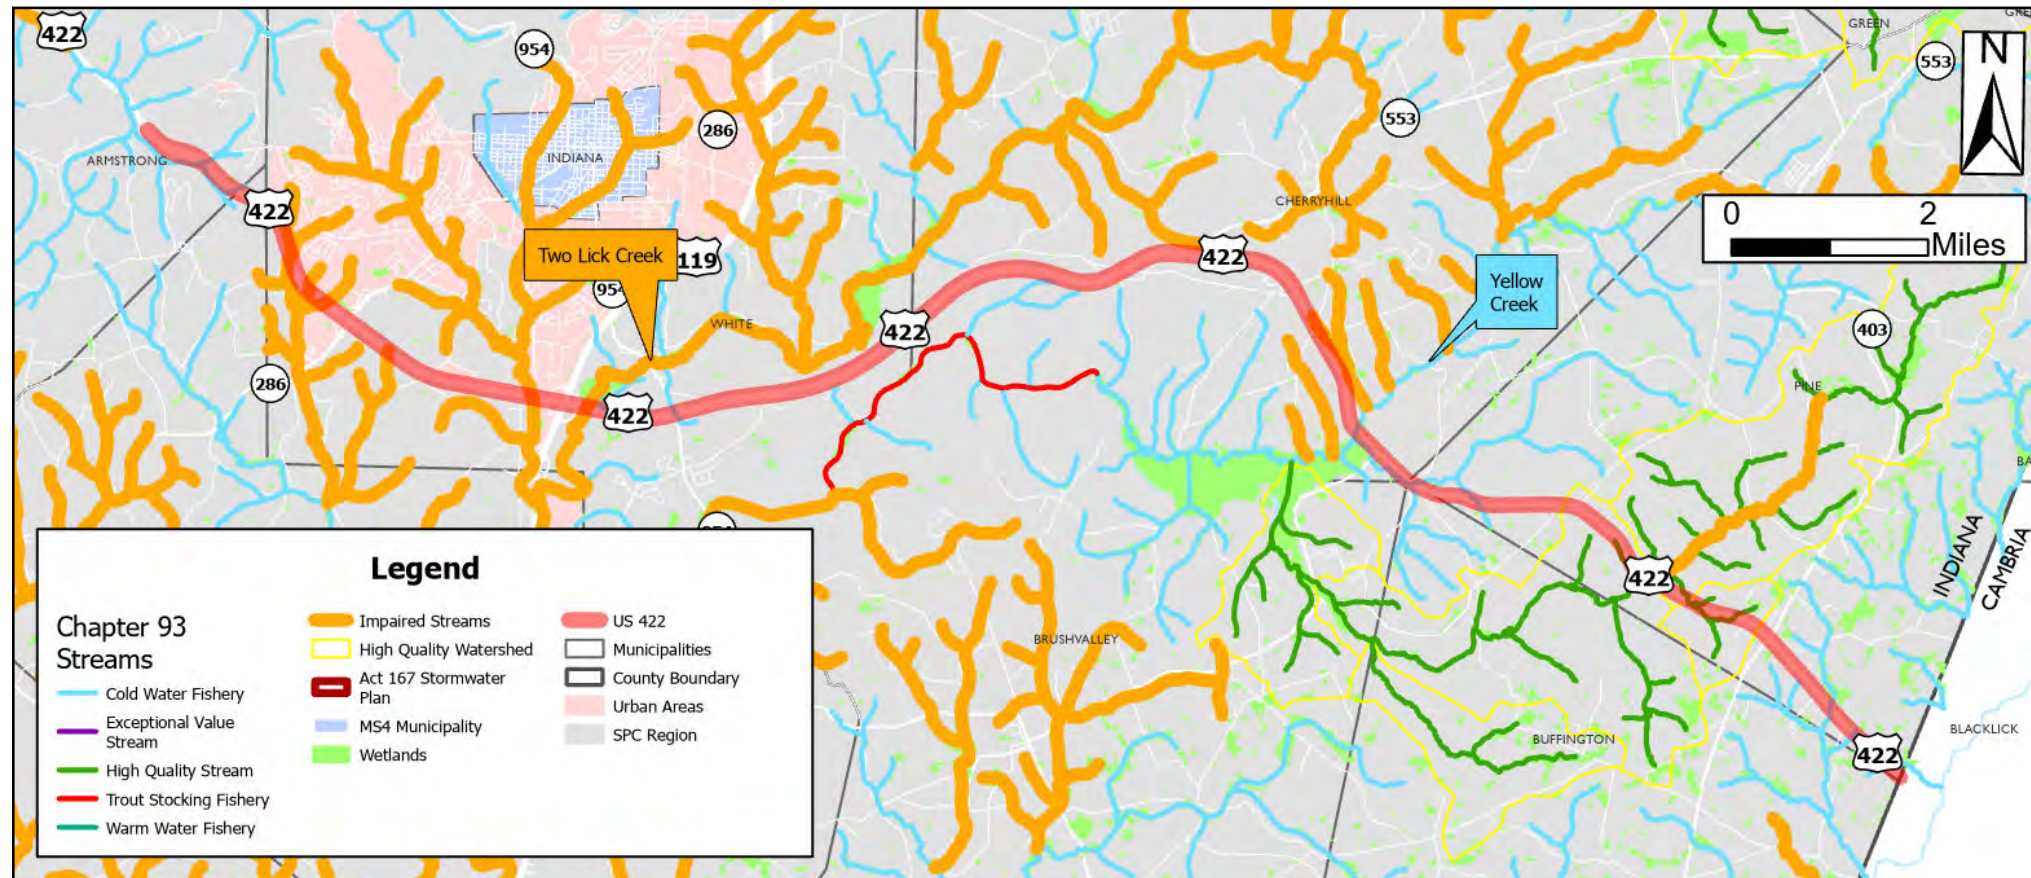 422
954
GREEN
553
N
286
553
ARMSTRONG
INDIANA
CHERRYHILL
422
0 2
Miles
Two Lick Creek
119
422
Yellow
Creek
WHITE
422
403
286
PINE
422
422
INDIANA
CAMBRIA
BRUSHVALLEY
BUFFINGTON
BLACKLICK
422
Legend
Chapter 93
Streams
Cold Water Fishery
Exceptional Value
Stream
High Quality Stream
Trout Stocking Fishery
Warm Water Fishery
Impaired Streams
High Quality Watershed
Act 167 Stormwater
Plan
MS4 Municipality
Wetlands
US 422
Municipalities
County Boundary
Urban Areas
SPC Region